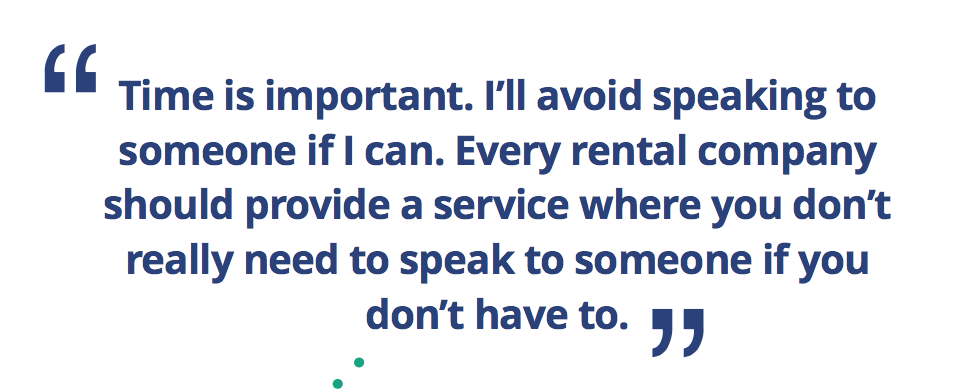 “Time is important. I’ll avoid speaking to
someone if I can. Every rental company
should provide a service where you don’t
really need to speak to someone if you
don’t have to.”